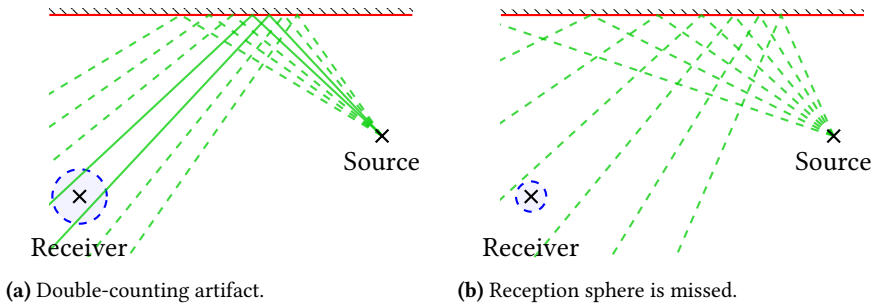 Source
Source
Receiver
Receiver
(a) Double-counting artifact.
(b) Reception sphere is missed.